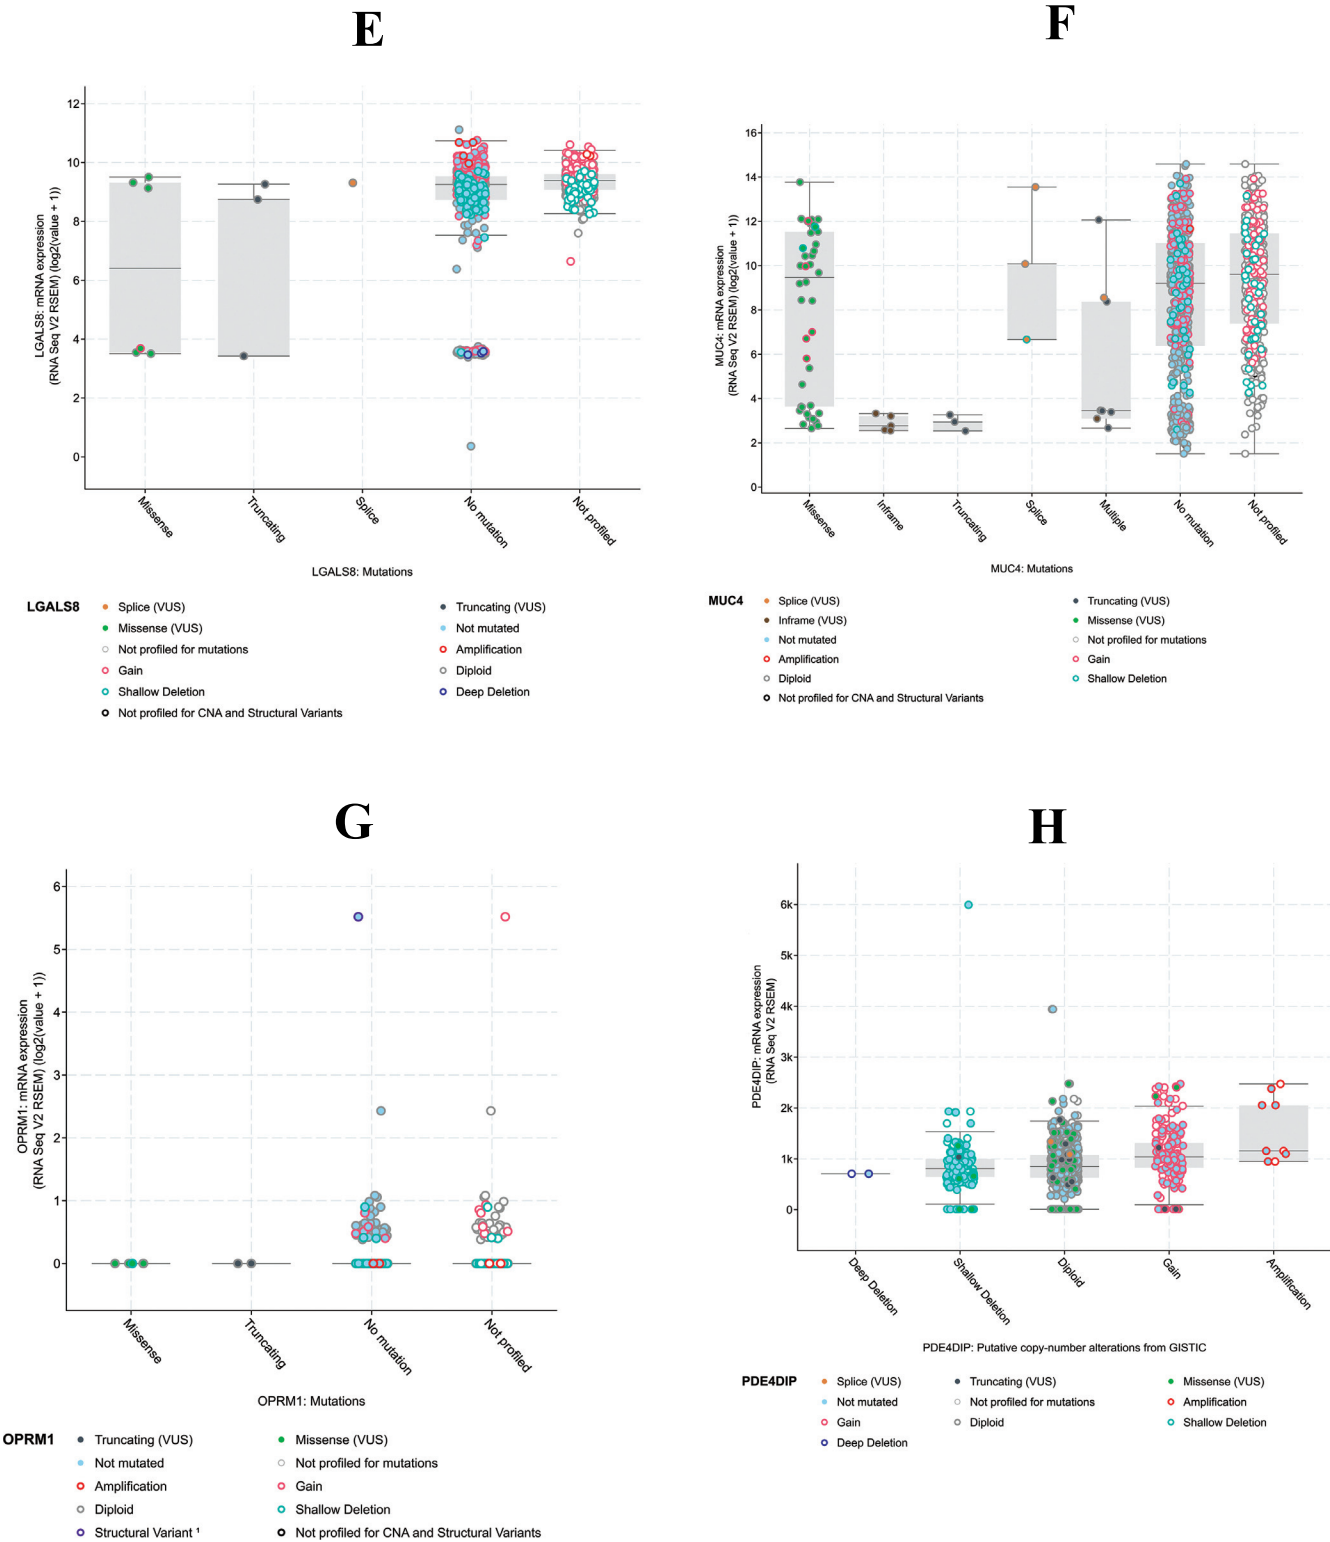 E
12
10
8
6
4
2
0
LGALS8: mRNA expression
(RNA Seq V2 RSEM) (log2(value + 1))
Missense
Truncating
Splice
No mutation
Not profiled
LGALS8: Mutations
LGALS8
Splice (VUS)
Truncating (VUS)
Missense (VUS)
Not mutated
Not profiled for mutations
Amplification
Gain
Diploid
Shallow Deletion
Deep Deletion
Not profiled for CNA and Structural Variants
F
16
14
12
10
8
6
4
2
0
MUC4: mRNA expression
(RNA Seq V2 RSEM) (log2(value + 1))
Missense
Inframe
Truncating
Splice
Multiple
No mutation
Not profiled
MUC4: Mutations
MUC4
Splice (VUS)
Truncating (VUS)
Inframe (VUS)
Missense (VUS)
Not mutated
Not profiled for mutations
Amplification
Gain
Diploid
Shallow Deletion
Not profiled for CNA and Structural Variants
G
6
5
4
3
2
1
0
OPRM1: mRNA expression
(RNA Seq V2 RSEM) (log2(value + 1))
Missense
Truncating
No mutation
Not profiled
OPRM1: Mutations
OPRM1
Truncating (VUS)
Missense (VUS)
Not mutated
Not profiled for mutations
Amplification
Gain
Diploid
Shallow Deletion
Structural Variant ¹
Not profiled for CNA and Structural Variants
H
6k
5k
4k
3k
2k
1k
0
PDE4DIP: mRNA expression
(RNA Seq V2 RSEM)
Deep Deletion
Shallow Deletion
Diploid
Gain
Amplification
PDE4DIP: Putative copy-number alterations from GISTIC
PDE4DIP
Splice (VUS)
Truncating (VUS)
Missense (VUS)
Not mutated
Not profiled for mutations
Amplification
Gain
Diploid
Shallow Deletion
Deep Deletion